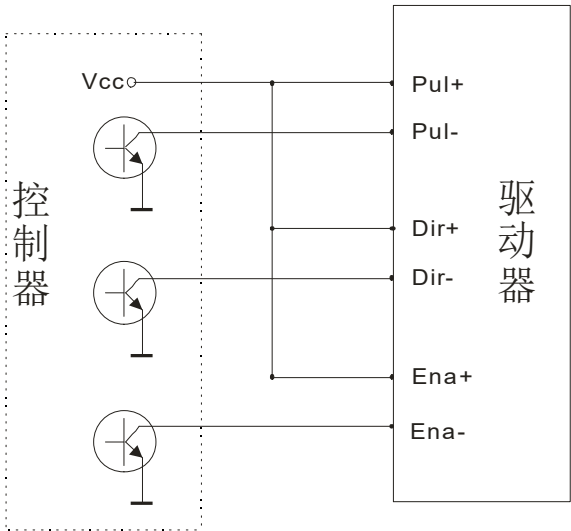 Vcc
Pul+
Pul-
控制器
Dir+
Dir-
驱动器
Ena+
Ena-